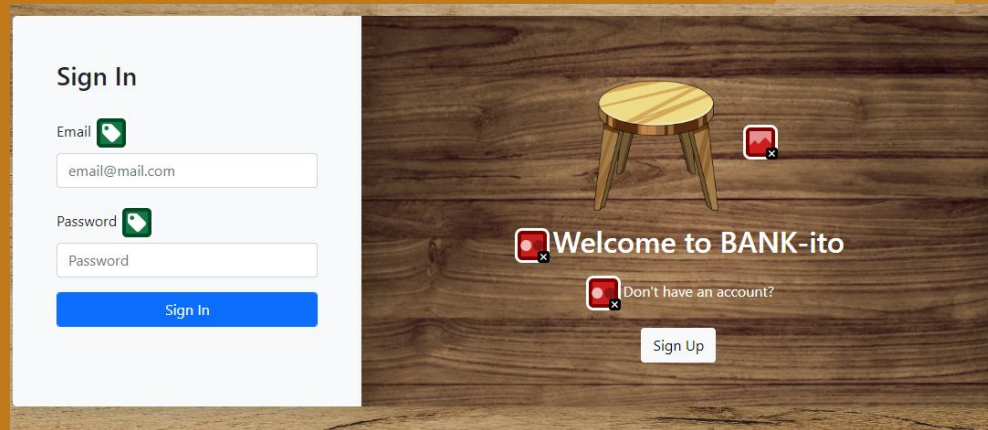 Sign In
Email
email@mail.com
Password
Password
Sign In
Welcome to BANK-ito
Don't have an account?
Sign Up